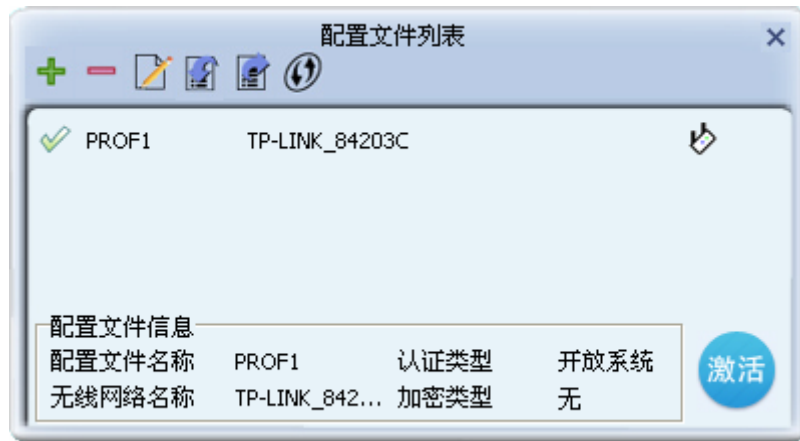 配置文件列表
PROF1 TP-LINK_84203C
配置文件信息
配置文件名称 PROF1 认证类型 开放系统
无线网络名称 TP-LINK_842... 加密类型 无
激活